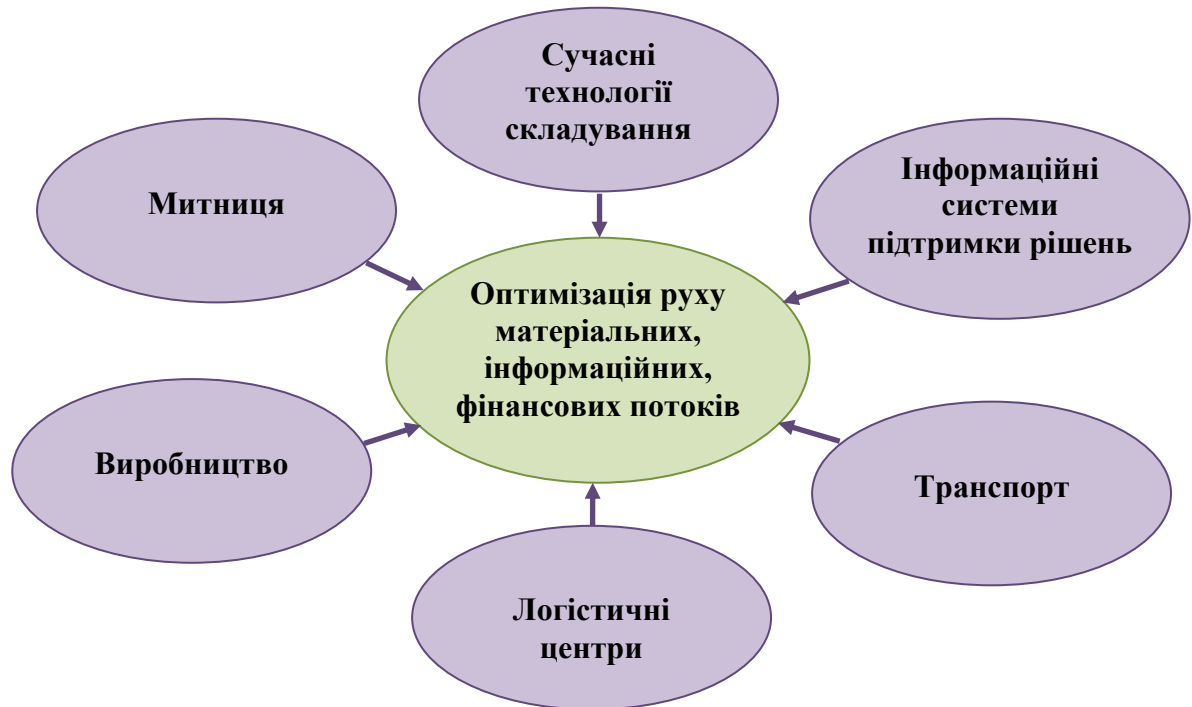 Сучасні
технології
складування
Митниця
Інформаційні
системи
підтримки рішень
Оптимізація руху
матеріальних,
інформаційних,
фінансових потоків
Виробництво
Транспорт
Логістичні
центри